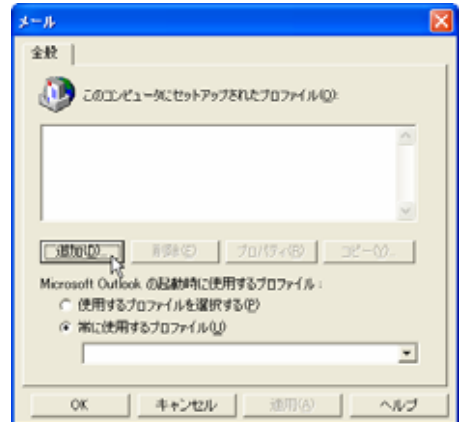 メール
全般
このコンピュータにセットアップされたプロファイル(O):
追加(D)... 削除(E) プロパティ(R) コピー(Y)...
Microsoft Outlook の起動時に使用するプロファイル :
使用するプロファイルを選択する(P)
常に使用するプロファイル(U)
OK キャンセル 適用(A) ヘルプ